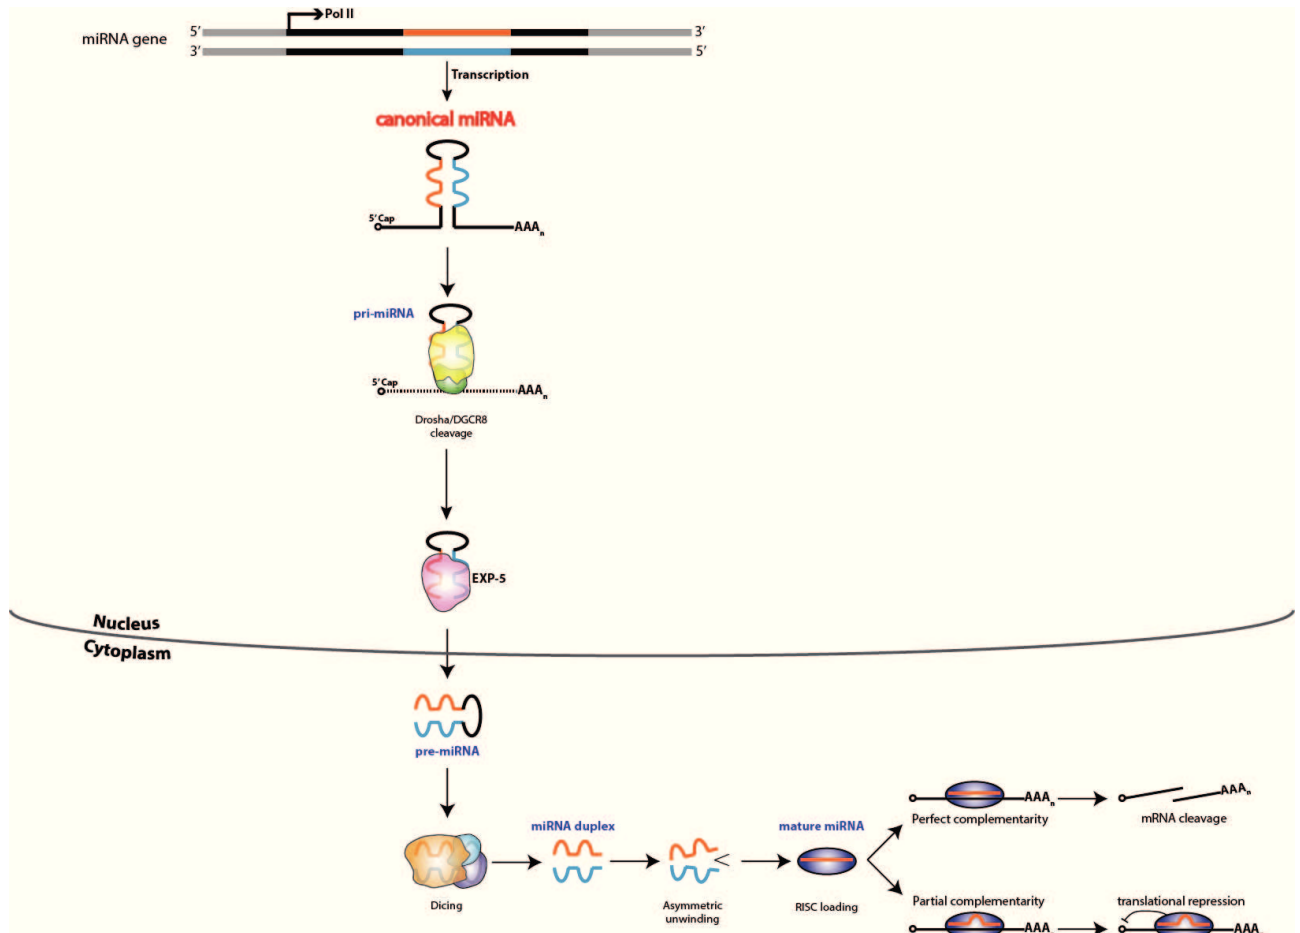 Pol II
miRNA gene
5′
3′
3′
5′
Transcription
canonical miRNA
5′ Cap
AAAn
pri-miRNA
5′ Cap
AAAn
Drosha/DGCR8
cleavage
EXP-5
Nucleus
Cytoplasm
pre-miRNA
Dicing
miRNA duplex
Asymmetric
unwinding
<
mature miRNA
RISC loading
AAAn
Perfect complementarity
AAAn
mRNA cleavage
Partial complementarity
AAAn
translational repression
AAAn